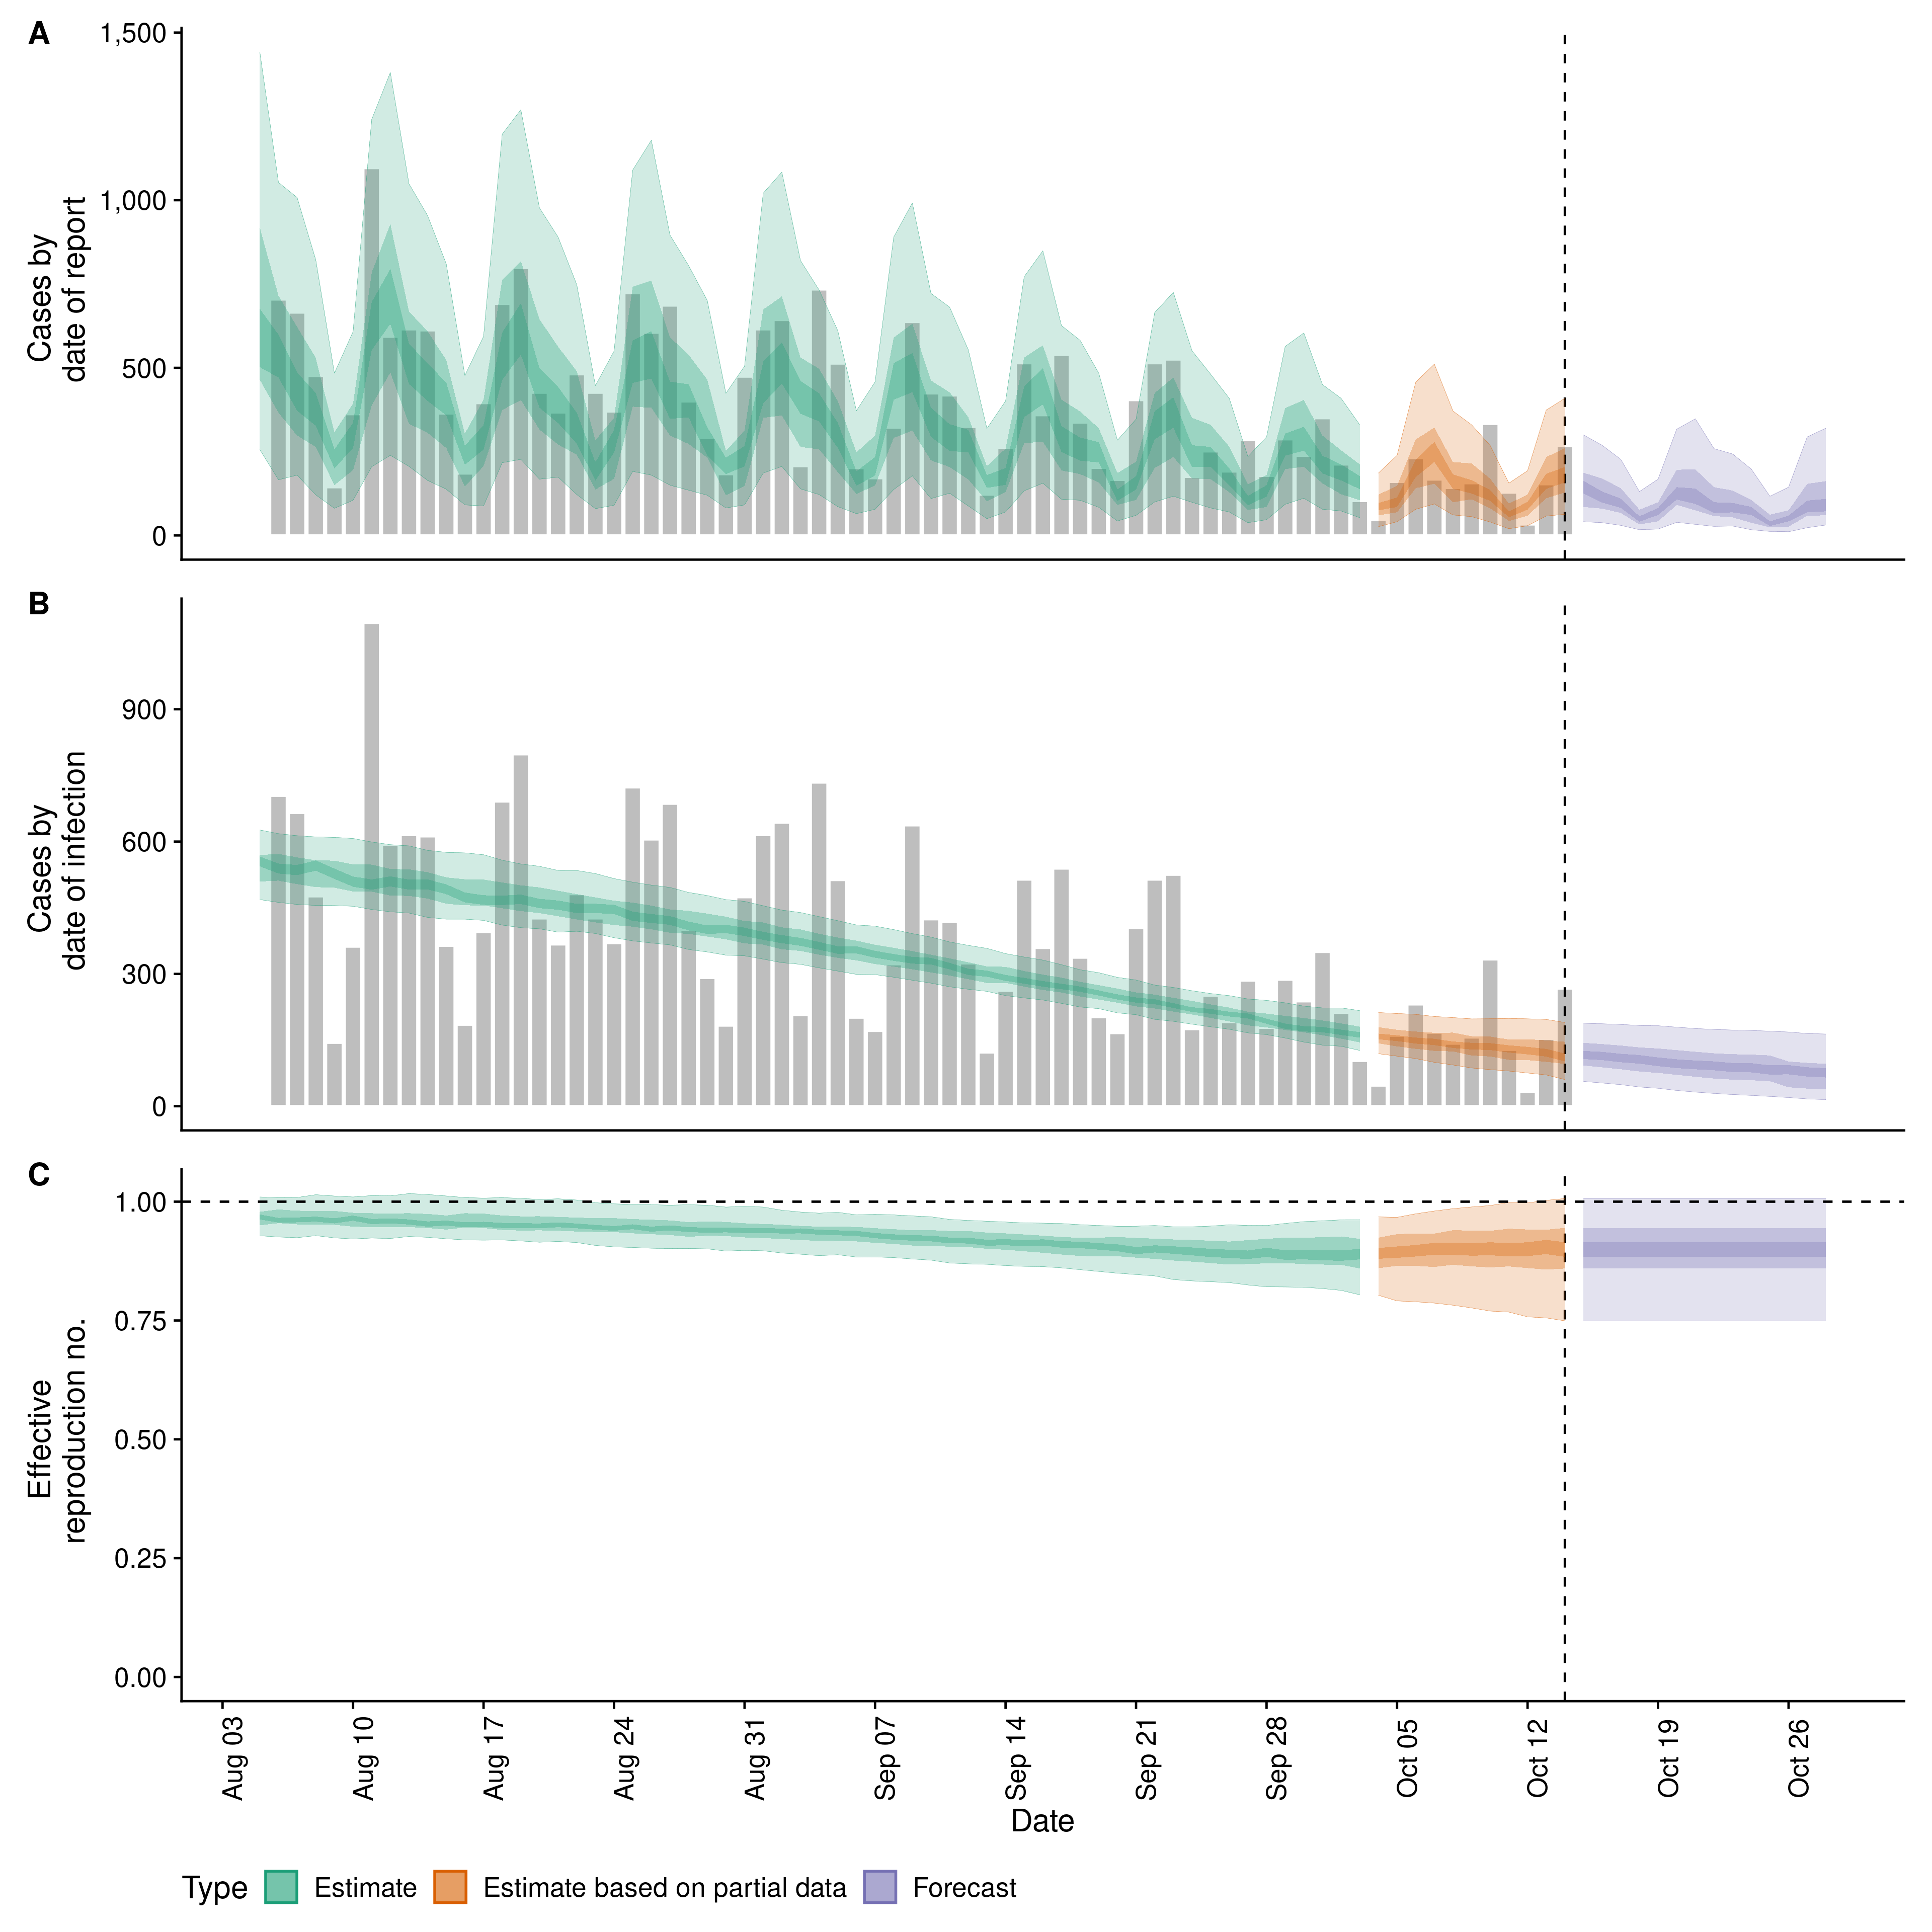 A
Cases by
date of report
1,500
1,000
500
0
B
Cases by
date of infection
900
600
300
0
C
Effective
reproduction no.
1.00
0.75
0.50
0.25
0.00
Aug 03
Aug 10
Aug 17
Aug 24
Aug 31
Sep 07
Sep 14
Sep 21
Sep 28
Oct 05
Oct 12
Oct 19
Oct 26
Date
Type Estimate Estimate based on partial data Forecast